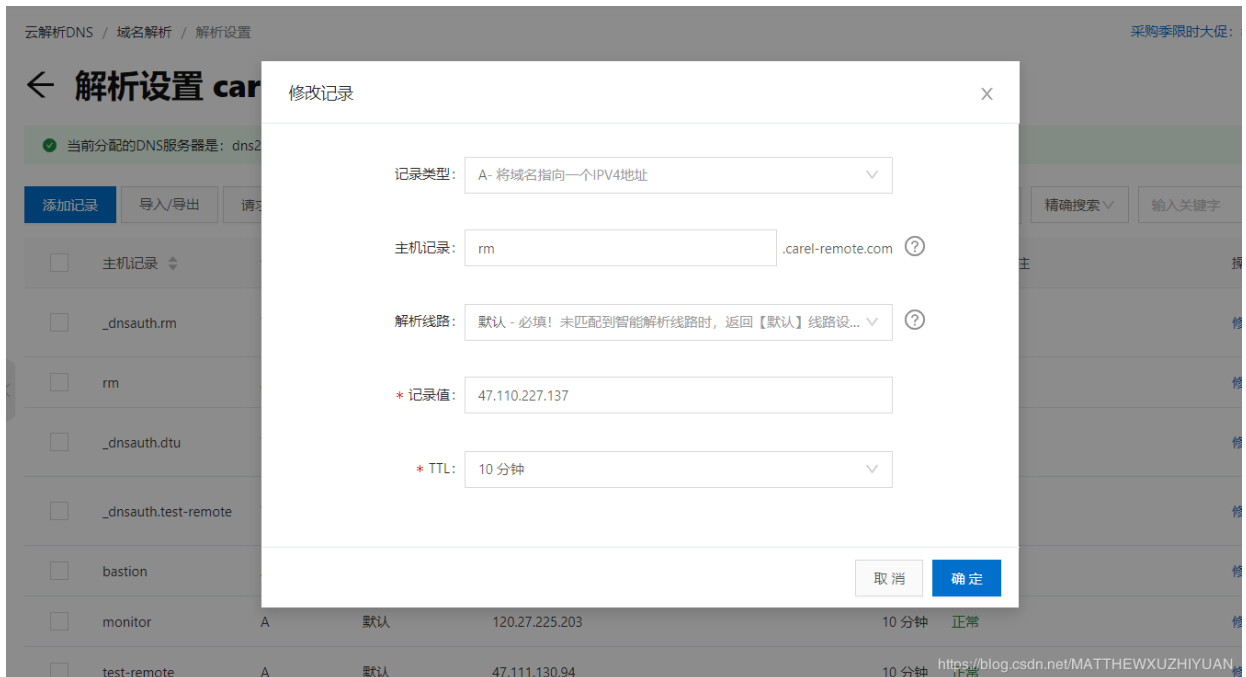 云解析DNS / 域名解析 / 解析设置
采购季限时大促:
解析设置 car
当前分配的DNS服务器是: dns2
添加记录
导入/导出
精确搜索
输入关键字
主机记录
_dnsauth.rm
rm
_dnsauth.dtu
_dnsauth.test-remote
bastion
monitor A 默认 120.27.225.203 10 分钟 正常
test-remote A 默认 47.111.130.94 10 分钟 正常
修改记录
记录类型: A- 将域名指向一个IPV4地址
主机记录: rm .carel-remote.com
解析线路: 默认 - 必填!未匹配到智能解析线路时,返回【默认】线路设...
* 记录值: 47.110.227.137
* TTL: 10 分钟
取消
确定
https://blog.csdn.net/MATTHEWXUZHIYUAN